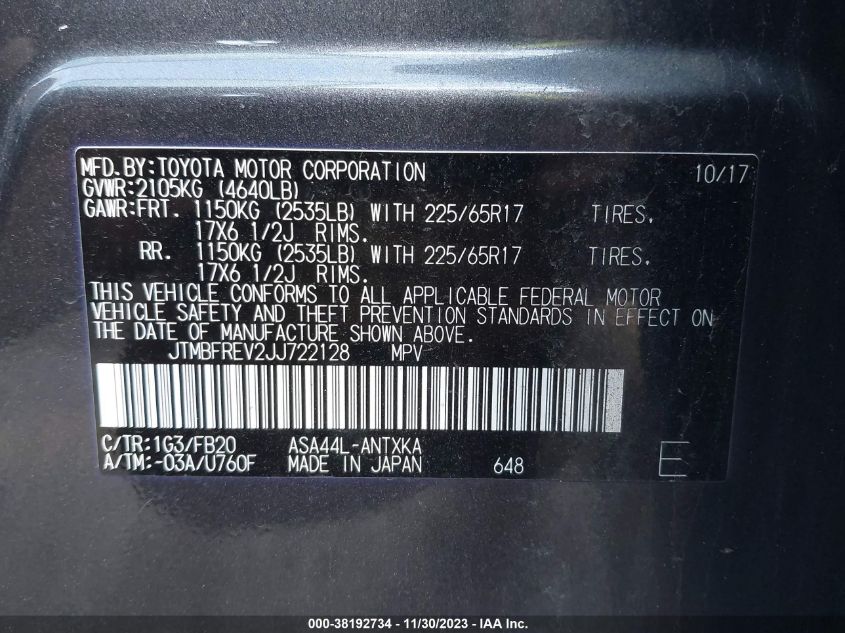 MFD. BY: TOYOTA MOTOR CORPORATION 10/17
GVWR: 2105KG (4640LB)
GAWR: FRT. 1150KG (2535LB) WITH 225/65R17 TIRES,
17X6 1/2J RIMS.
RR. 1150KG (2535LB) WITH 225/65R17 TIRES,
17X6 1/2J RIMS.
THIS VEHICLE CONFORMS TO ALL APPLICABLE FEDERAL MOTOR
VEHICLE SAFETY AND THEFT PREVENTION STANDARDS IN EFFECT ON
THE DATE OF MANUFACTURE SHOWN ABOVE.
JTMBFREV2JJ722128 MPV
C/TR: 1G3/FB20 ASA44L-ANTXKA
A/TM: -03A/U760F MADE IN JAPAN 648 E
000-38192734 - 11/30/2023 - IAA Inc.